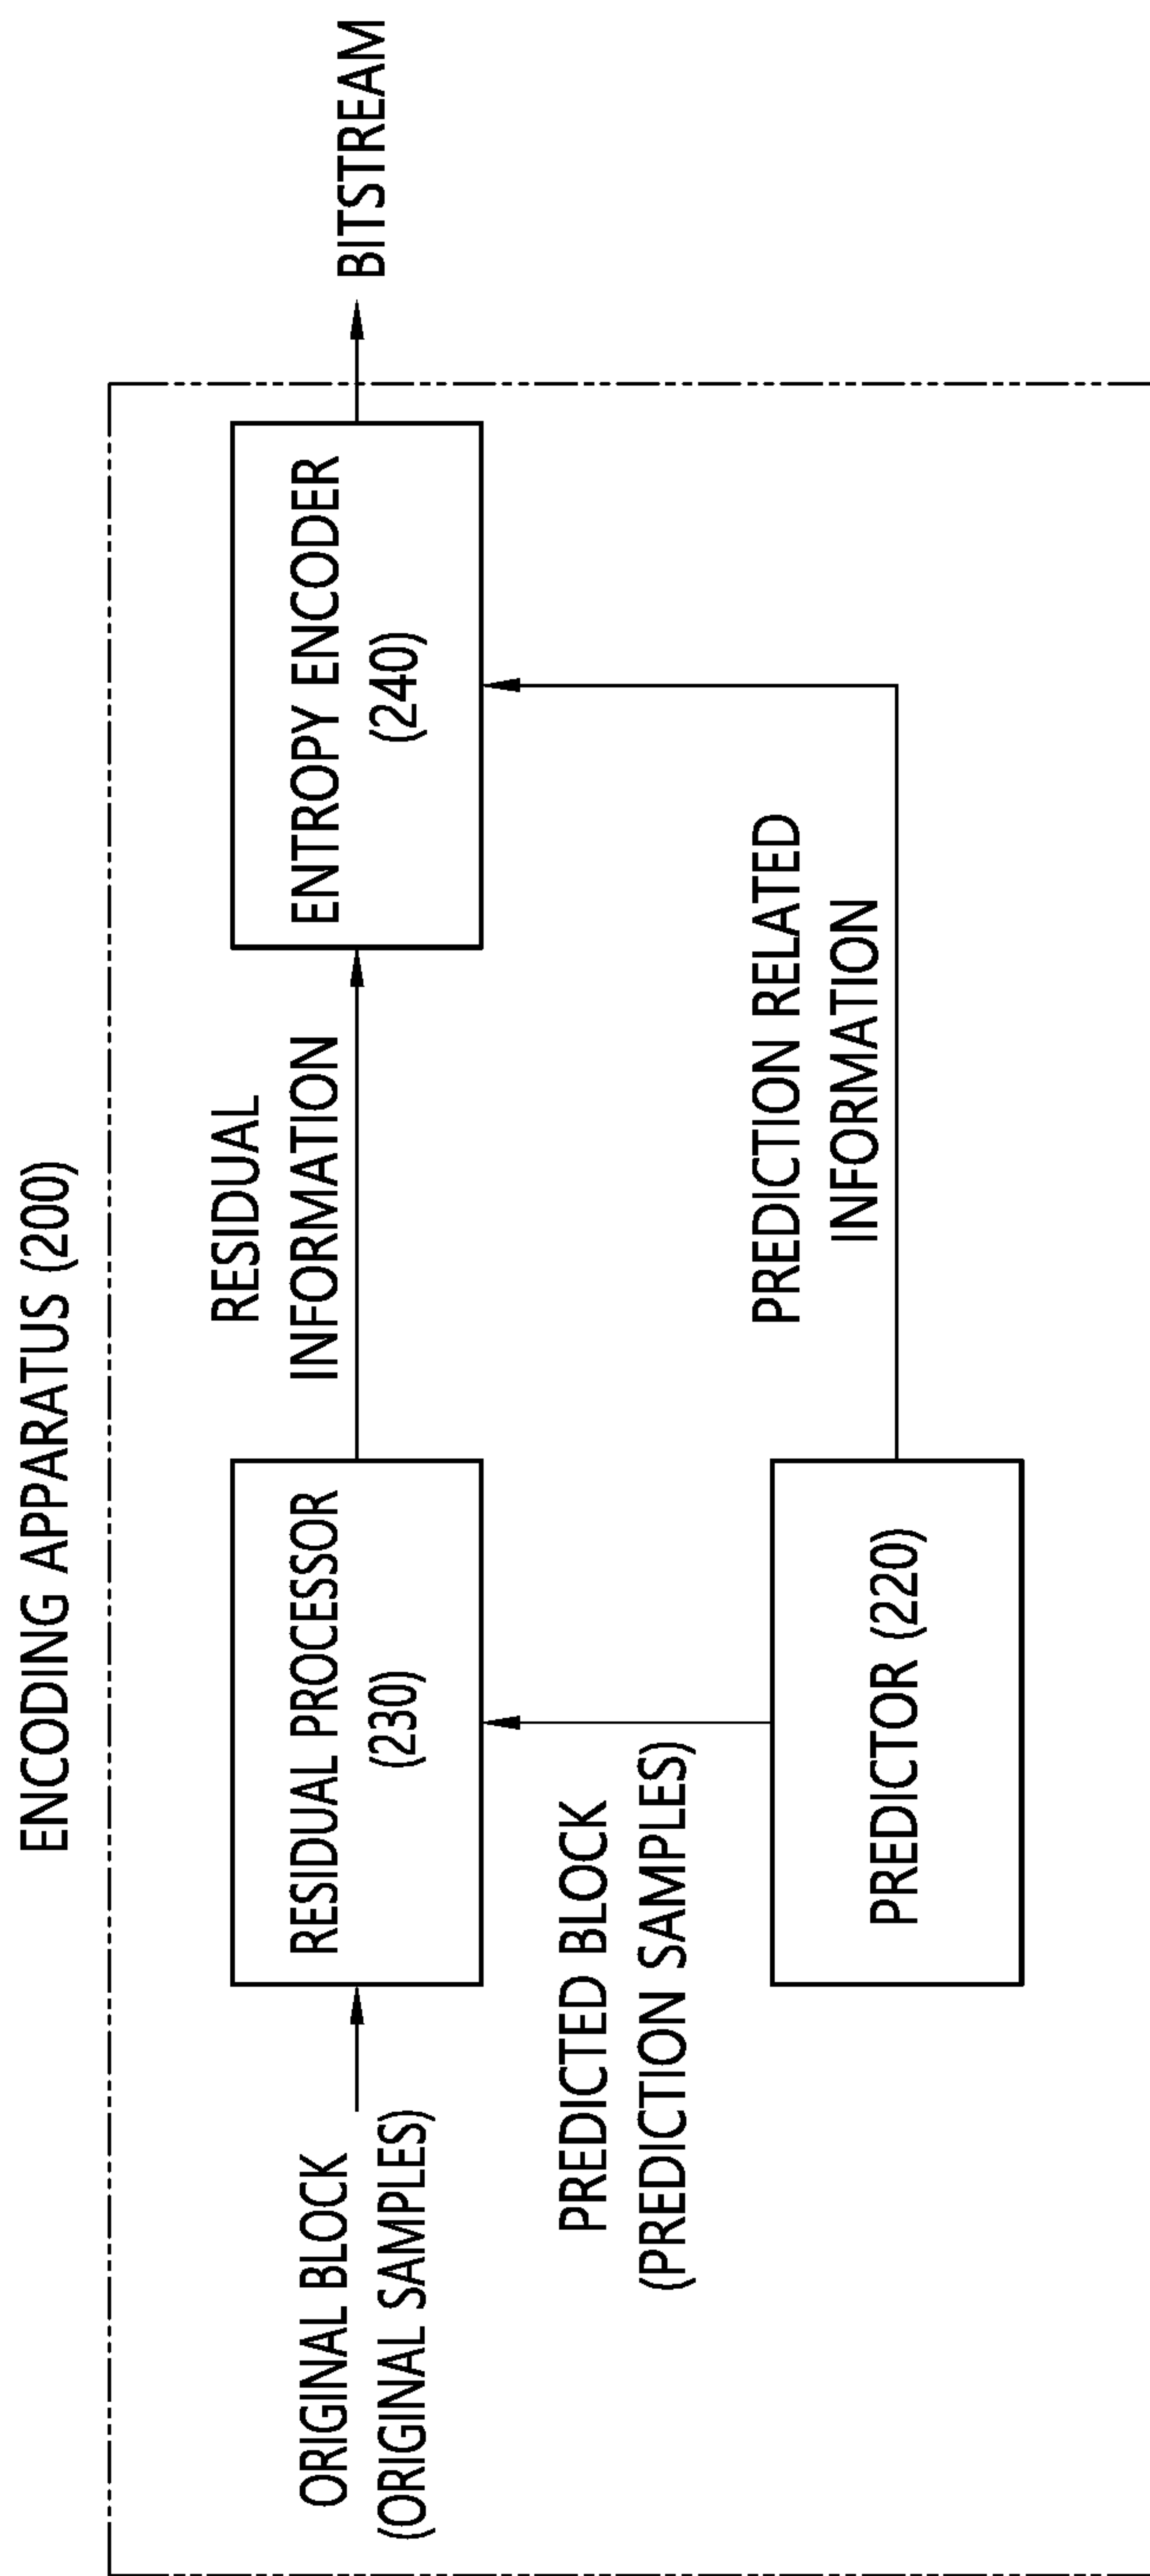 ENCODING APPARATUS (200)
ORIGINAL BLOCK
(ORIGINAL SAMPLES)
RESIDUAL PROCESSOR
(230)
RESIDUAL
INFORMATION
ENTROPY ENCODER
(240)
BITSTREAM
PREDICTED BLOCK
(PREDICTION SAMPLES)
PREDICTION RELATED
INFORMATION
PREDICTOR (220)